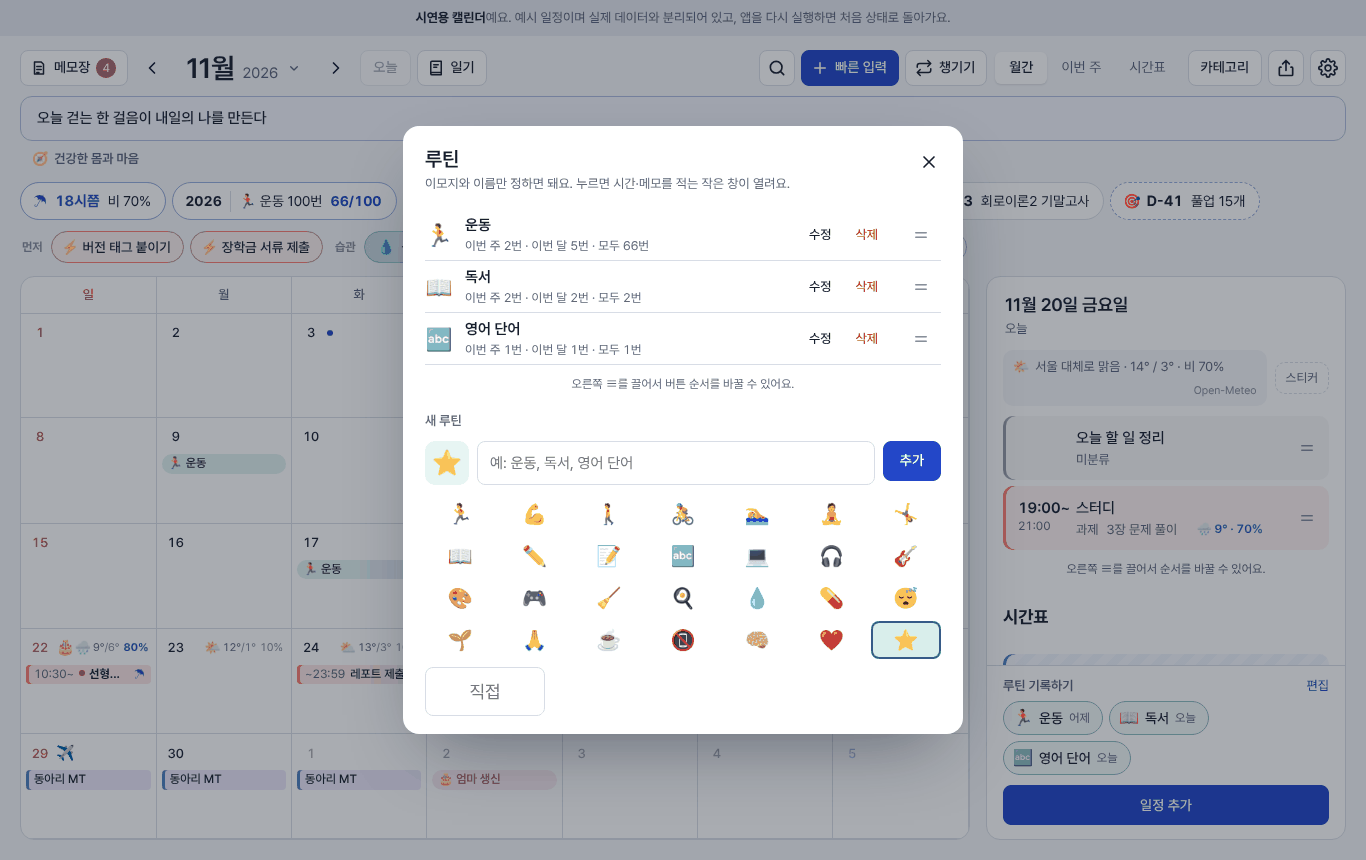 시연용 캘린더예요. 예시 일정이며 실제 데이터와 분리되어 있고, 앱을 다시 실행하면 처음 상태로 돌아가요.
메모장 4
11월 2026
오늘
일기
빠른 입력
챙기기
월간
이번 주
시간표
카테고리
오늘 걷는 한 걸음이 내일의 나를 만든다
건강한 몸과 마음
18시쯤 비 70%
2026 운동 100번 66/100
3 회로이론2 기말고사
D-41 풀업 15개
먼저
버전 태그 붙이기
장학금 서류 제출
습관
루틴
이모지와 이름만 정하면 돼요. 누르면 시간·메모를 적는 작은 창이 열려요.
운동
이번 주 2번 · 이번 달 5번 · 모두 66번
수정 삭제
독서
이번 주 2번 · 이번 달 2번 · 모두 2번
수정 삭제
영어 단어
이번 주 1번 · 이번 달 1번 · 모두 1번
수정 삭제
오른쪽 ≡를 끌어서 버튼 순서를 바꿀 수 있어요.
새 루틴
예: 운동, 독서, 영어 단어
추가
직접
일 월 화
1 2 3
8 9 10
운동
15 16 17
운동
22 9°/6° 80%
23 12°/1° 10%
24 13°/3°
10:30~ 선형...
~23:59 레포트 제출
29 30 1 2 3 4 5
동아리 MT
동아리 MT
동아리 MT
엄마 생신
11월 20일 금요일
오늘
서울 대체로 맑음 · 14° / 3° · 비 70%
Open-Meteo
스티커
오늘 할 일 정리
미분류
19:00~ 스터디
21:00 과제 3장 문제 풀이 9° · 70%
오른쪽 ≡를 끌어서 순서를 바꿀 수 있어요.
시간표
루틴 기록하기
편집
운동 어제
독서 오늘
영어 단어 오늘
일정 추가